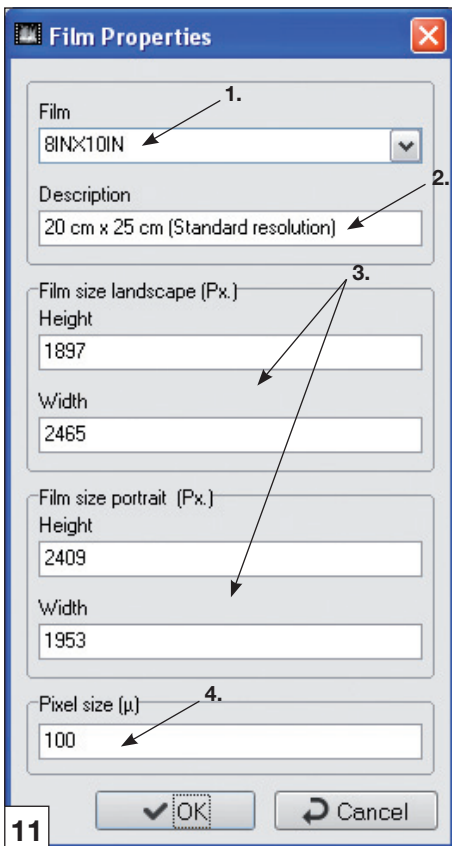 Film Properties
1.
Film
8INX10IN
2.
Description
20 cm x 25 cm (Standard resolution)
3.
Film size landscape (Px.)
Height
1897
Width
2465
Film size portrait (Px.)
Height
2409
Width
1953
4.
Pixel size (µ)
100
OK
Cancel
11